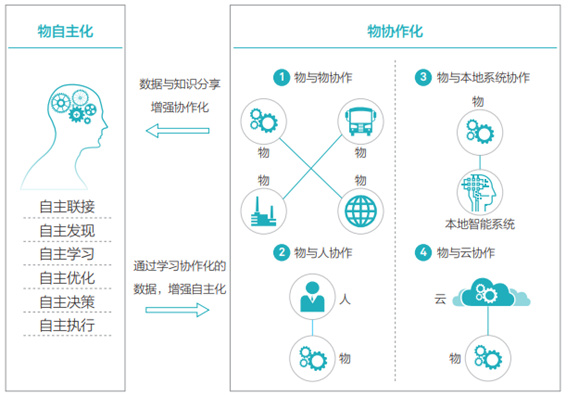 物自主化
自主联接
自主发现
自主学习
自主优化
自主决策
自主执行
数据与知识分享
增强协作化
通过学习协作化的
数据，增强自主化
物协作化
1 物与物协作
物
物
物
物
2 物与人协作
人
物
3 物与本地系统协作
物
本地智能系统
4 物与云协作
云
物